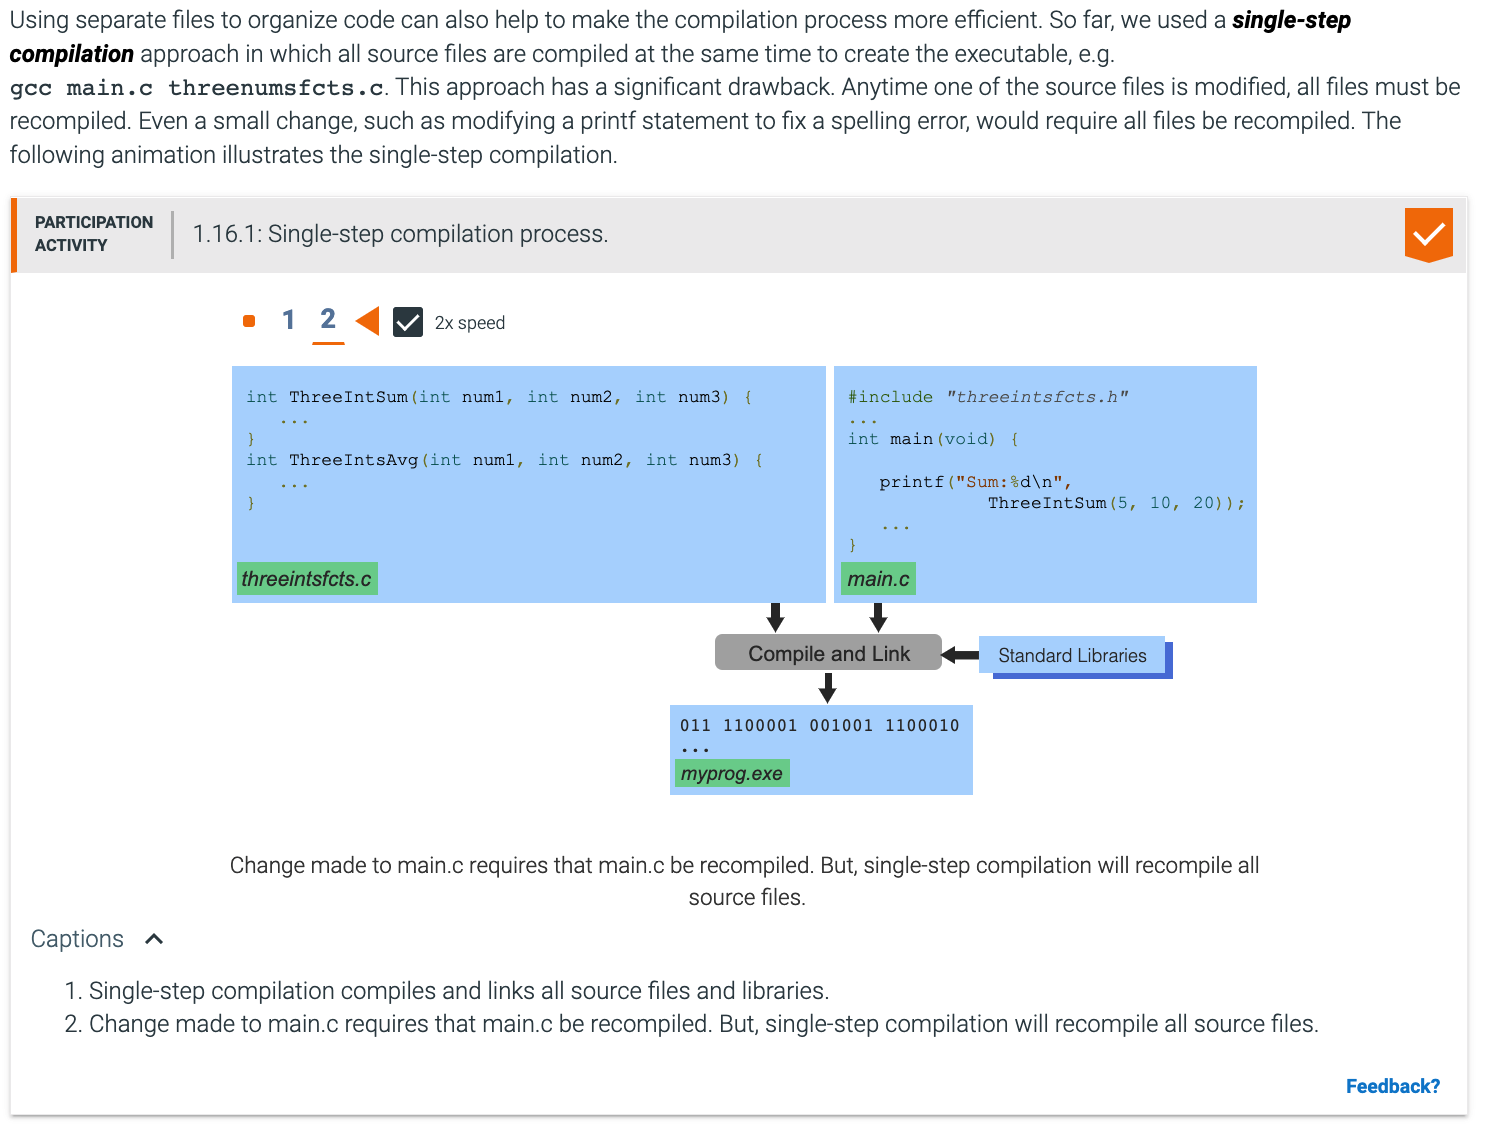 Using separate files to organize code can also help to make the compilation process more efficient. So far, we used a single-step
compilation approach in which all source files are compiled at the same time to create the executable, e.g.
gcc main.c threenumsfcts.c. This approach has a significant drawback. Anytime one of the source files is modified, all files must be
recompiled. Even a small change, such as modifying a printf statement to fix a spelling error, would require all files be recompiled. The
following animation illustrates the single-step compilation.
PARTICIPATION
ACTIVITY
1.16.1: Single-step compilation process.
1 2 2x speed
int ThreeIntSum(int num1, int num2, int num3) {
...
}
int ThreeIntsAvg(int num1, int num2, int num3) {
...
}
threeintsfcts.c
#include "threeintsfcts.h"
...
int main(void) {
printf("Sum:%d\n",
ThreeIntSum(5, 10, 20));
...
}
main.c
Compile and Link
Standard Libraries
011 1100001 001001 1100010
...
myprog.exe
Change made to main.c requires that main.c be recompiled. But, single-step compilation will recompile all
source files.
Captions
1. Single-step compilation compiles and links all source files and libraries.
2. Change made to main.c requires that main.c be recompiled. But, single-step compilation will recompile all source files.
Feedback?